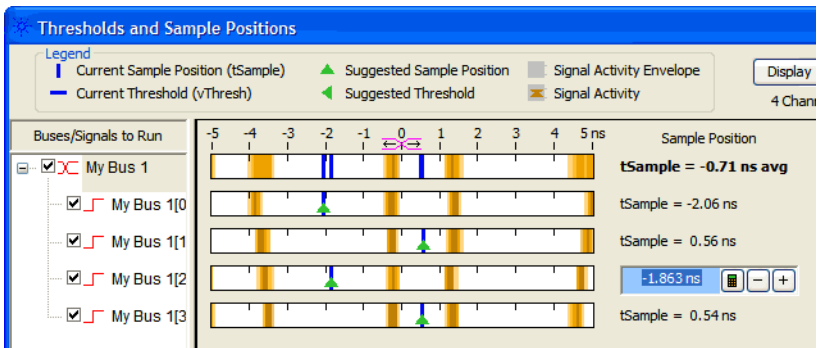 Thresholds and Sample Positions
Legend
Current Sample Position (tSample)
Suggested Sample Position
Signal Activity Envelope
Current Threshold (vThresh)
Suggested Threshold
Signal Activity
Display
4 Chann
Buses/Signals to Run
-5 -4 -3 -2 -1 0 1 2 3 4 5 ns
Sample Position
My Bus 1
tSample = -0.71 ns avg
My Bus 1[0
tSample = -2.06 ns
My Bus 1[1
tSample = 0.56 ns
My Bus 1[2
-1.863 ns
My Bus 1[3
tSample = 0.54 ns